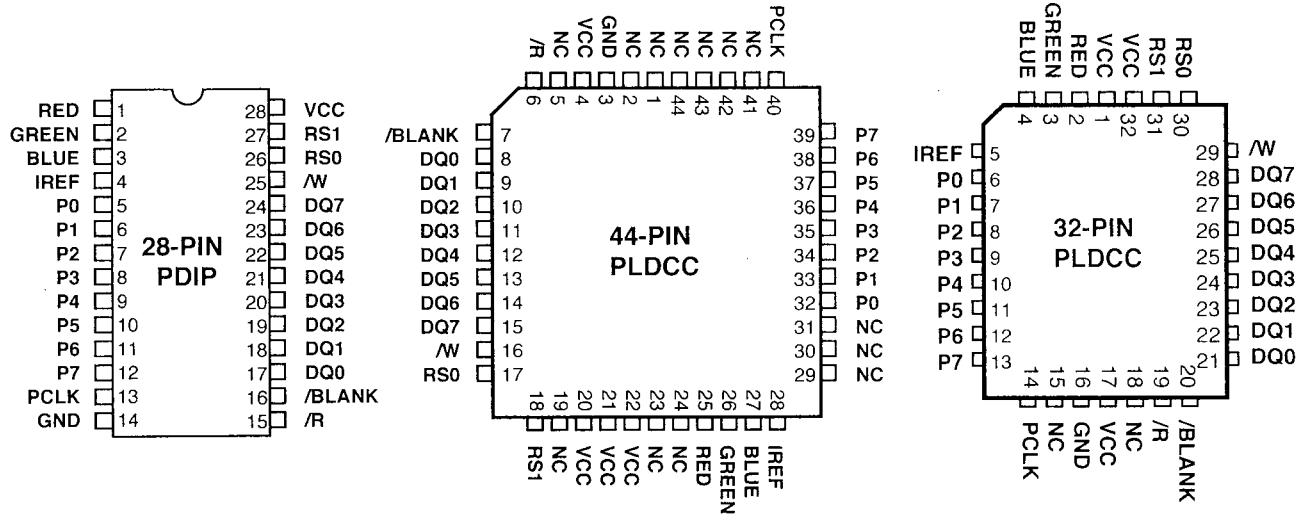 RED 1 28 VCC
GREEN 2 27 RS1
BLUE 3 26 RS0
IREF 4 25 /W
P0 5 24 DQ7
P1 6 23 DQ6
P2 7 22 DQ5
P3 8 21 DQ4
P4 9 20 DQ3
P5 10 19 DQ2
P6 11 18 DQ1
P7 12 17 DQ0
PCLK 13 16 /BLANK
GND 14 15 /R
28-PIN
PDIP
/R NC VCC GND NC NC NC NC NC NC PCLK
6 5 4 3 2 1 44 43 42 41 40
/BLANK 7 39 P7
DQ0 8 38 P6
DQ1 9 37 P5
DQ2 10 36 P4
DQ3 11 35 P3
DQ4 12 34 P2
DQ5 13 33 P1
DQ6 14 32 P0
DQ7 15 31 NC
/W 16 30 NC
RS0 17 29 NC
44-PIN
PLDCC
18 19 20 21 22 23 24 25 26 27 28
RS1 NC VCC VCC VCC NC NC RED GREEN BLUE IREF
BLUE GREEN RED VCC VCC RS1 RS0
4 3 2 1 32 31 30
IREF 5 29 /W
P0 6 28 DQ7
P1 7 27 DQ6
P2 8 26 DQ5
P3 9 25 DQ4
P4 10 24 DQ3
P5 11 23 DQ2
P6 12 22 DQ1
P7 13 21 DQ0
32-PIN
PLDCC
14 15 16 17 18 19 20
PCLK NC GND VCC NC /R /BLANK